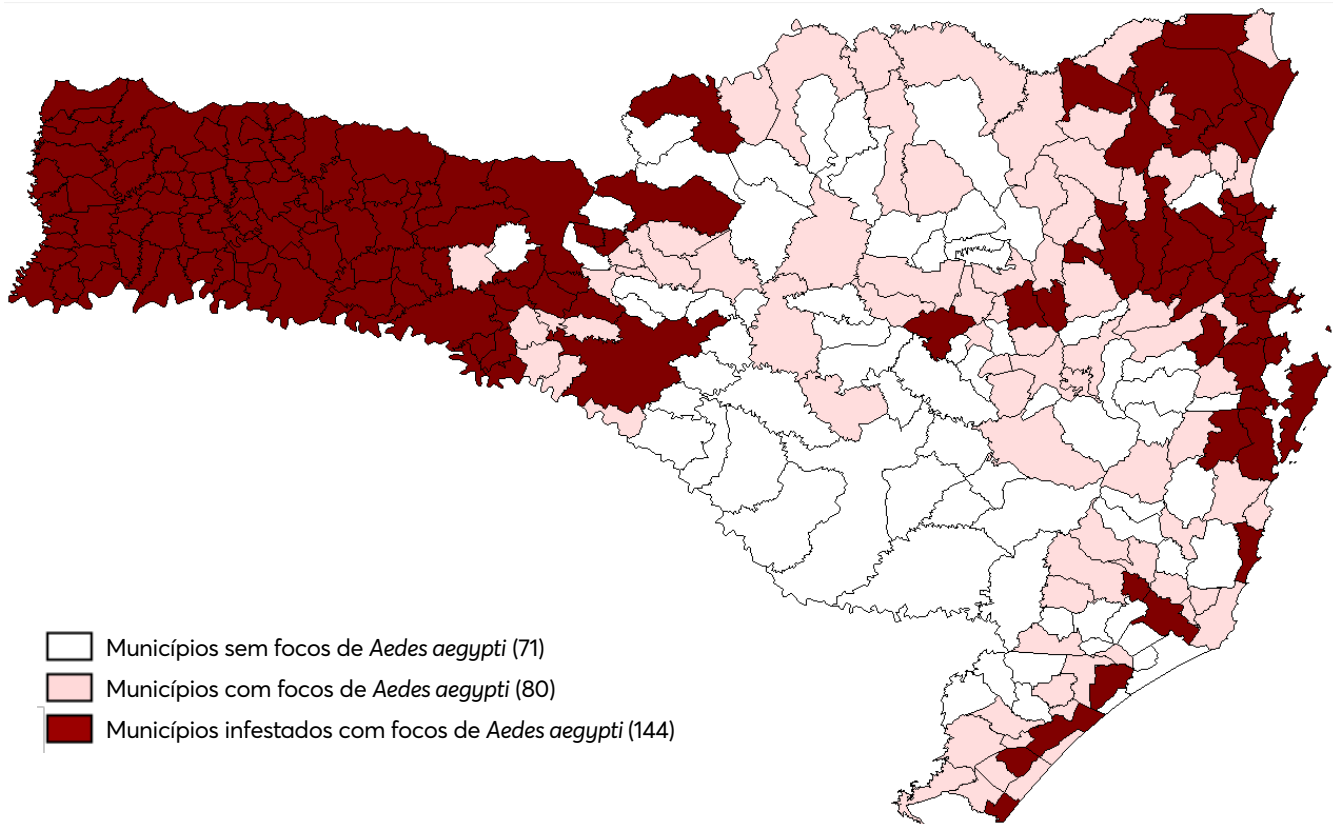 Municípios sem focos de Aedes aegypti (71)
Municípios com focos de Aedes aegypti (80)
Municípios infestados com focos de Aedes aegypti (144)